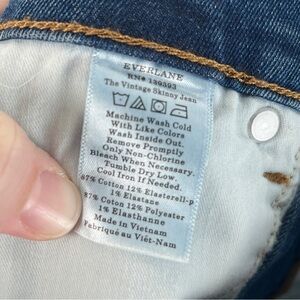 EVERLANE
RN# 139393
The Vintage Skinny Jean
Machine Wash Cold
With Like Colors
Wash Inside Out.
Remove Promptly
Only Non-Chlorine
Bleach When Necessary.
Tumble Dry Low.
Cool Iron If Needed.
87% Cotton 12% Elasterell-p
1% Elastane
87% Cotton 12% Polyester
1% Elasthanne
Made in Vietnam
Fabriqué au Viêt-Nam